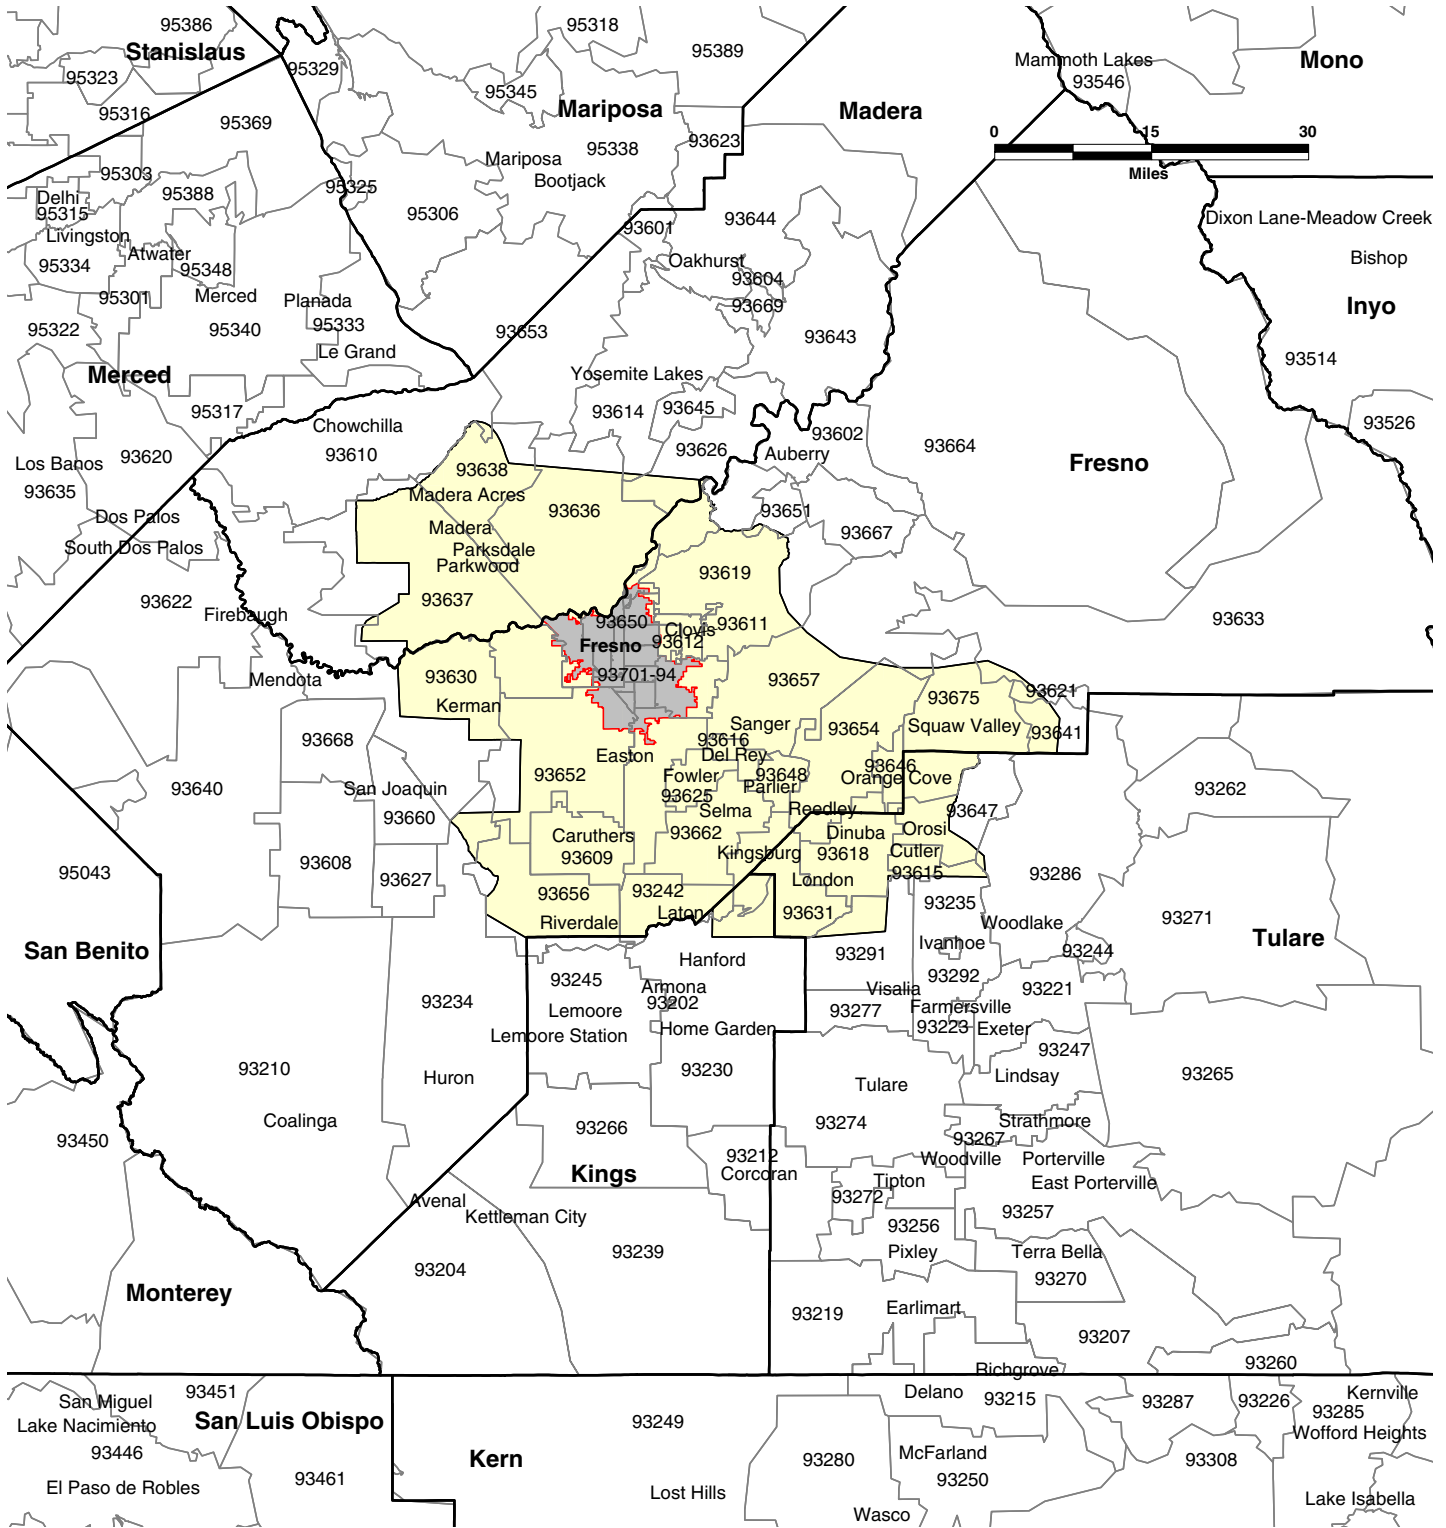 95386
95318
Stanislaus
95389
Mammoth Lakes
Mono
95323
95329
93546
95345
Mariposa
Madera
95316
95369
0 15 30
Miles
93623
95338
Mariposa
95303
Bootjack
95325
95388
Delhi
95315
95306
93644
Dixon Lane-Meadow Creek
93601
Livingston
Atwater
Bishop
95334
95348
Oakhurst
93604
95301
Merced
Planada
93669
Inyo
95322
95340
95333
93653
93643
Le Grand
93514
Merced
Yosemite Lakes
95317
93614
93645
93526
Chowchilla
93602
93620
93610
93626
Auberry
93664
Los Banos
93638
Fresno
93635
Madera Acres
93636
93651
Dos Palos
Madera
93667
South Dos Palos
Parksdale
Parkwood
93619
93622
93637
Firebaugh
93650
93611
93633
Clovis
Fresno
93612
Mendota
93630
93701-94
93657
93621
93675
Kerman
Sanger
93654
Squaw Valley
93641
93668
93616
Easton
Del Rey
93646
93652
Fowler
93648
Orange Cove
93640
San Joaquin
93625
Parlier
93262
Selma
Reedley
93647
93660
Caruthers
93662
Dinuba
Orosi
93608
93609
Kingsburg
93618
Cutler
95043
93627
London
93615
93286
93656
93242
93235
Riverdale
Laton
93631
93271
Woodlake
San Benito
Hanford
93291
Ivanhoe
93244
Tulare
93245
Armona
93292
93234
93202
Visalia
93221
Lemoore
93277
Farmersville
Lemoore Station
Home Garden
93223
Exeter
93210
93230
93247
93265
Huron
Tulare
Lindsay
Coalinga
93266
93274
Strathmore
93450
93267
93212
Woodville
Porterville
Kings
Corcoran
Tipton
East Porterville
Avenal
93272
Kettleman City
93256
93257
93204
93239
Pixley
Terra Bella
93270
Monterey
93219
Earlimart
93207
Richgrove
93260
93451
Delano
Kernville
San Miguel
93215
93287
93226
93285
Lake Nacimiento
San Luis Obispo
93249
Wofford Heights
93446
Kern
93280
McFarland
93308
93461
93250
El Paso de Robles
Lost Hills
Lake Isabella
Wasco